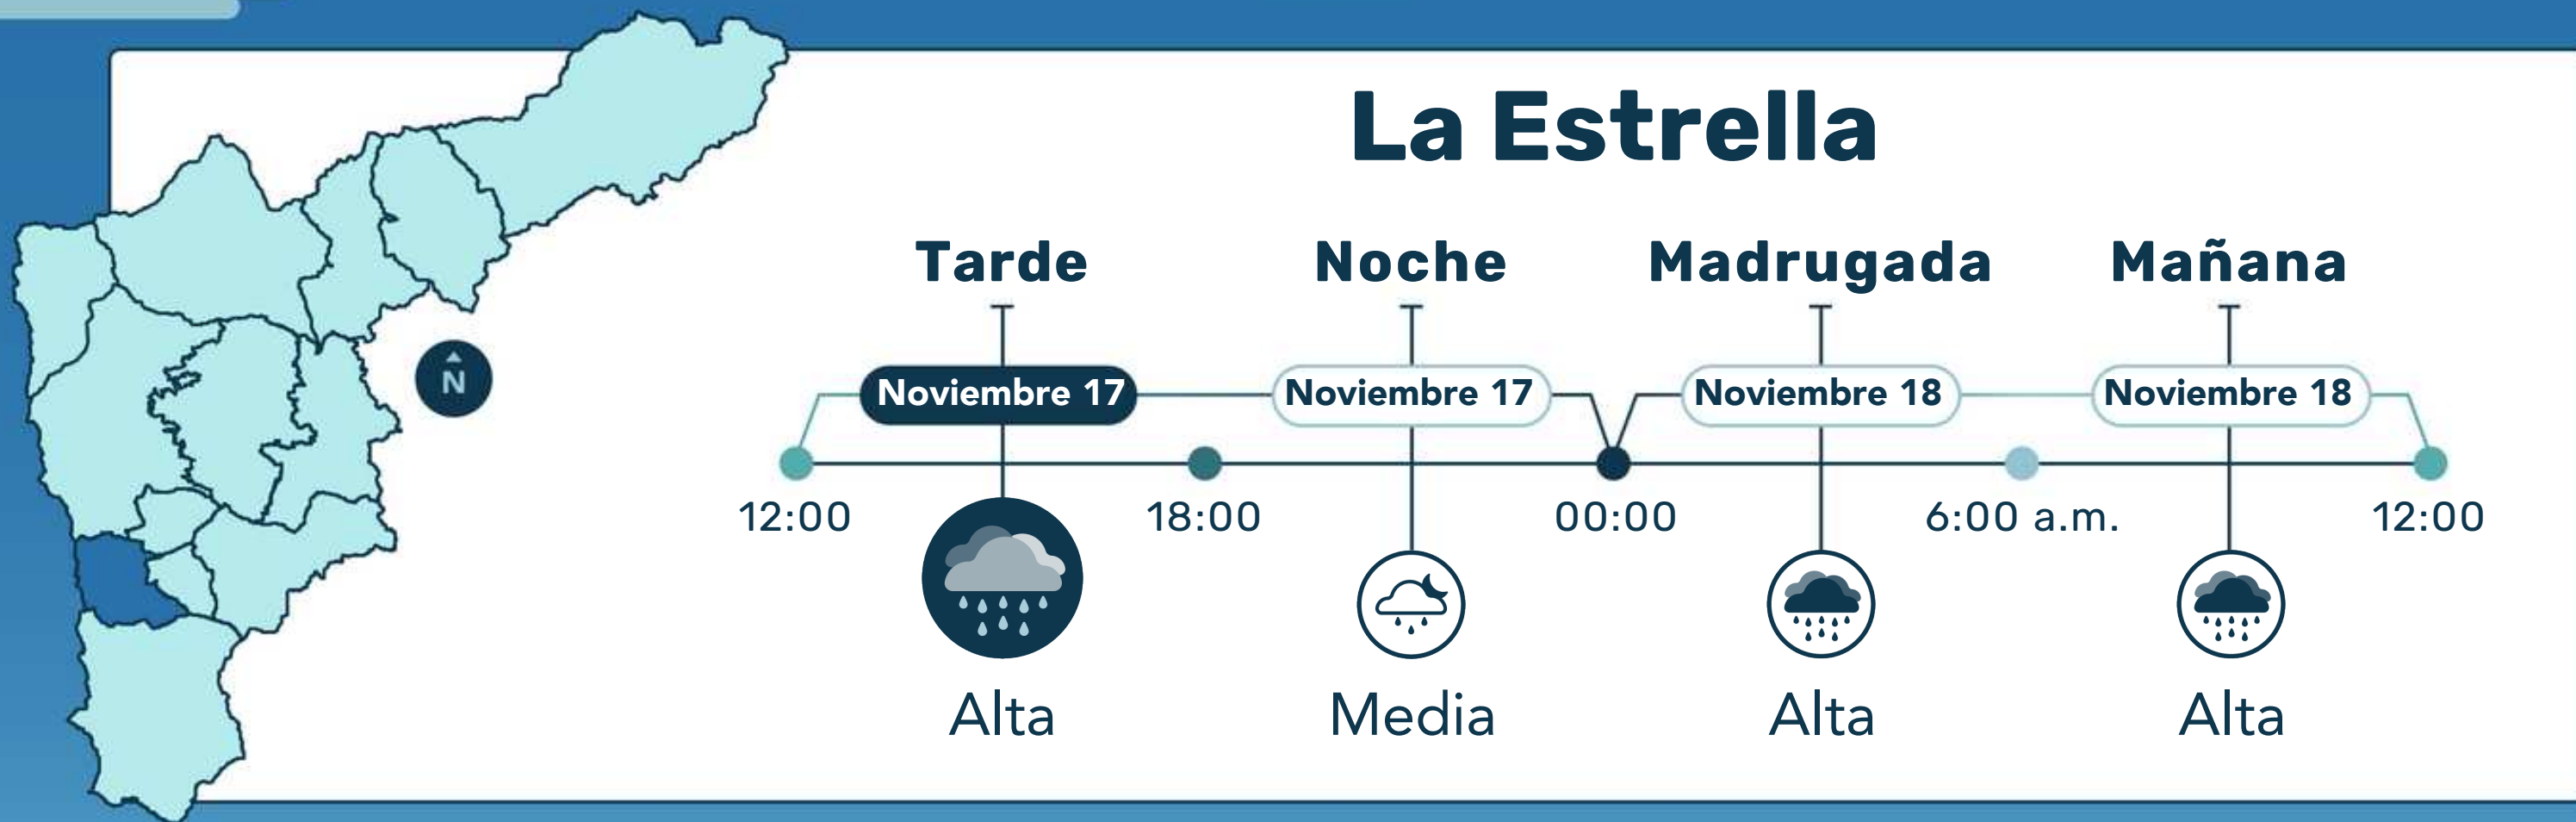 La Estrella
Tarde Noche Madrugada Mañana
Noviembre 17 Noviembre 17 Noviembre 18 Noviembre 18
N
12:00 18:00 00:00 6:00 a.m. 12:00
Alta Media Alta Alta